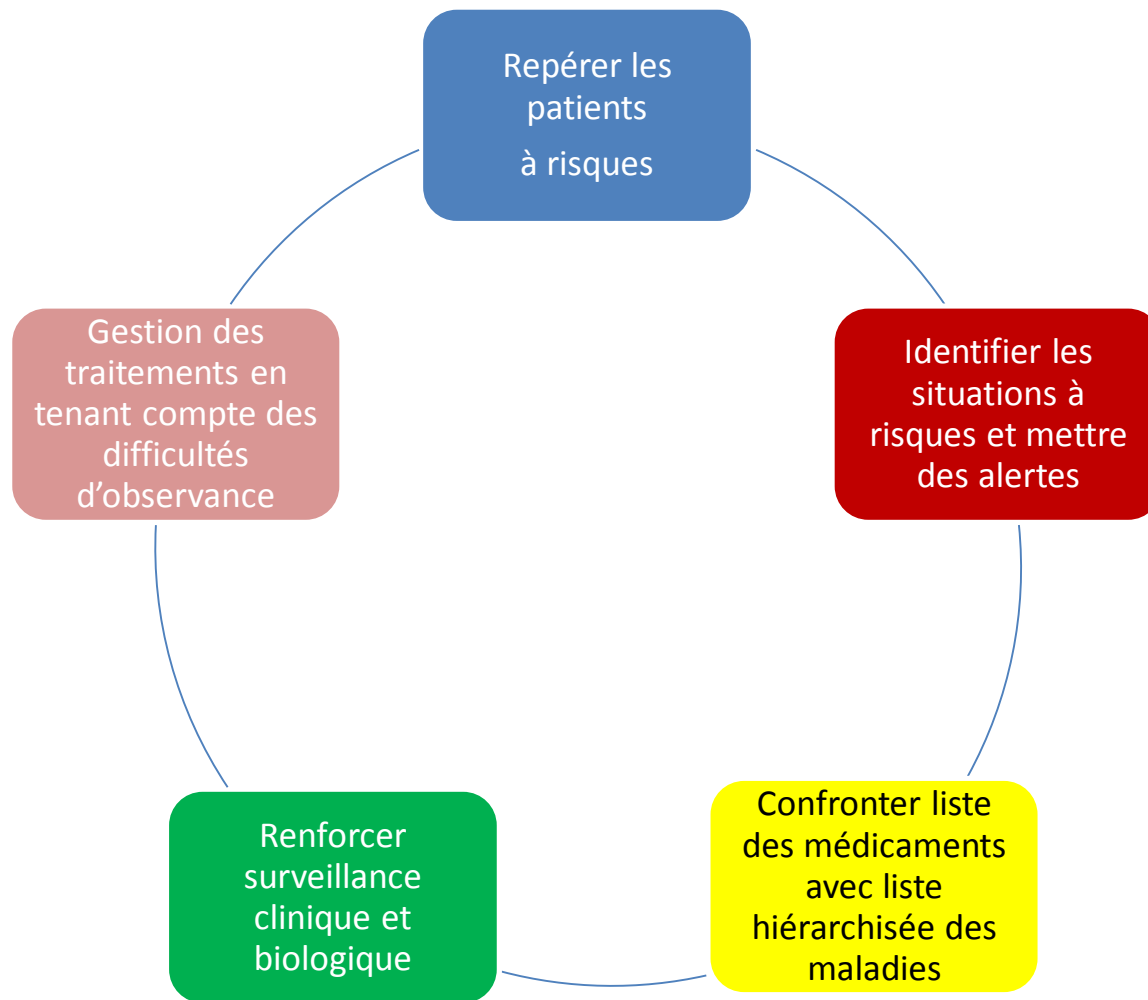 Repérer les
patients
à risques
Identifier les
situations à
risques et mettre
des alertes
Confronter liste
des médicaments
avec liste
hiérarchisée des
maladies
Renforcer
surveillance
clinique et
biologique
Gestion des
traitements en
tenant compte des
difficultés
d’observance